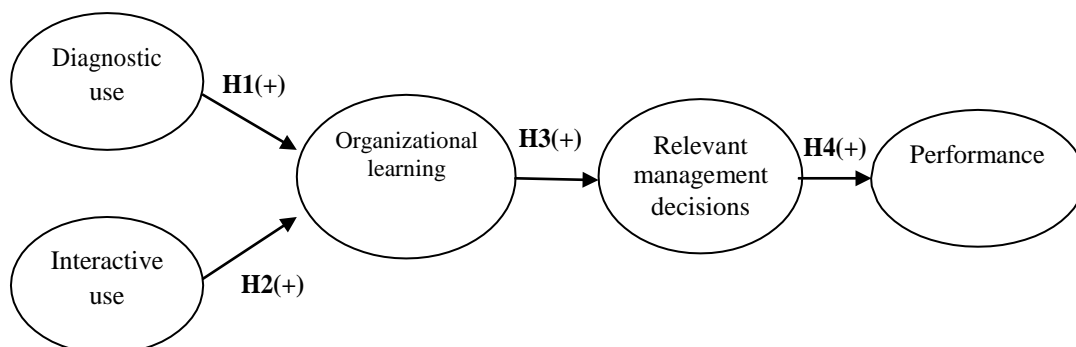 Diagnostic
use
H1(+)
Organizational
learning
H3(+)
Relevant
management
decisions
H4(+)
Performance
Interactive
use
H2(+)